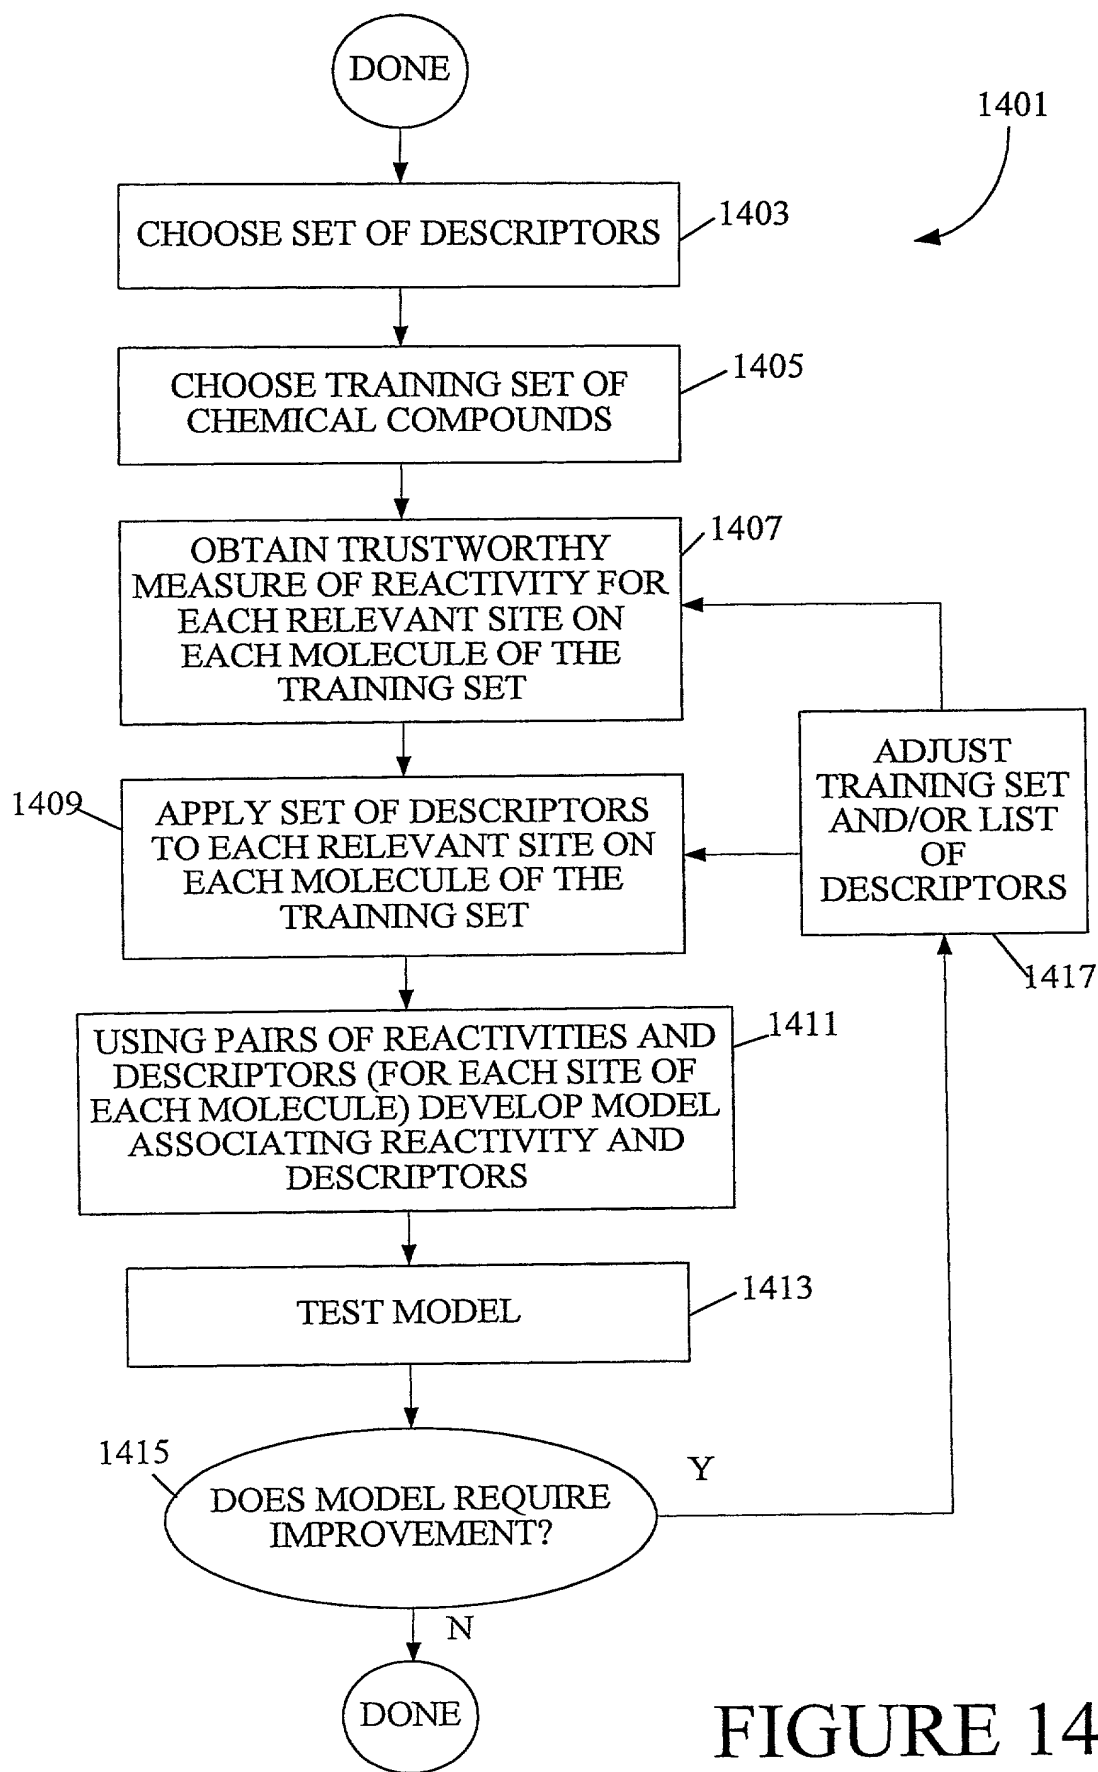 DONE
1401
CHOOSE SET OF DESCRIPTORS
1403
CHOOSE TRAINING SET OF
CHEMICAL COMPOUNDS
1405
OBTAIN TRUSTWORTHY
MEASURE OF REACTIVITY FOR
EACH RELEVANT SITE ON
EACH MOLECULE OF THE
TRAINING SET
1407
1409
APPLY SET OF DESCRIPTORS
TO EACH RELEVANT SITE ON
EACH MOLECULE OF THE
TRAINING SET
ADJUST
TRAINING SET
AND/OR LIST
OF
DESCRIPTORS
1417
USING PAIRS OF REACTIVITIES AND
DESCRIPTORS (FOR EACH SITE OF
EACH MOLECULE) DEVELOP MODEL
ASSOCIATING REACTIVITY AND
DESCRIPTORS
1411
TEST MODEL
1413
1415
DOES MODEL REQUIRE
IMPROVEMENT?
Y
N
DONE
FIGURE 14